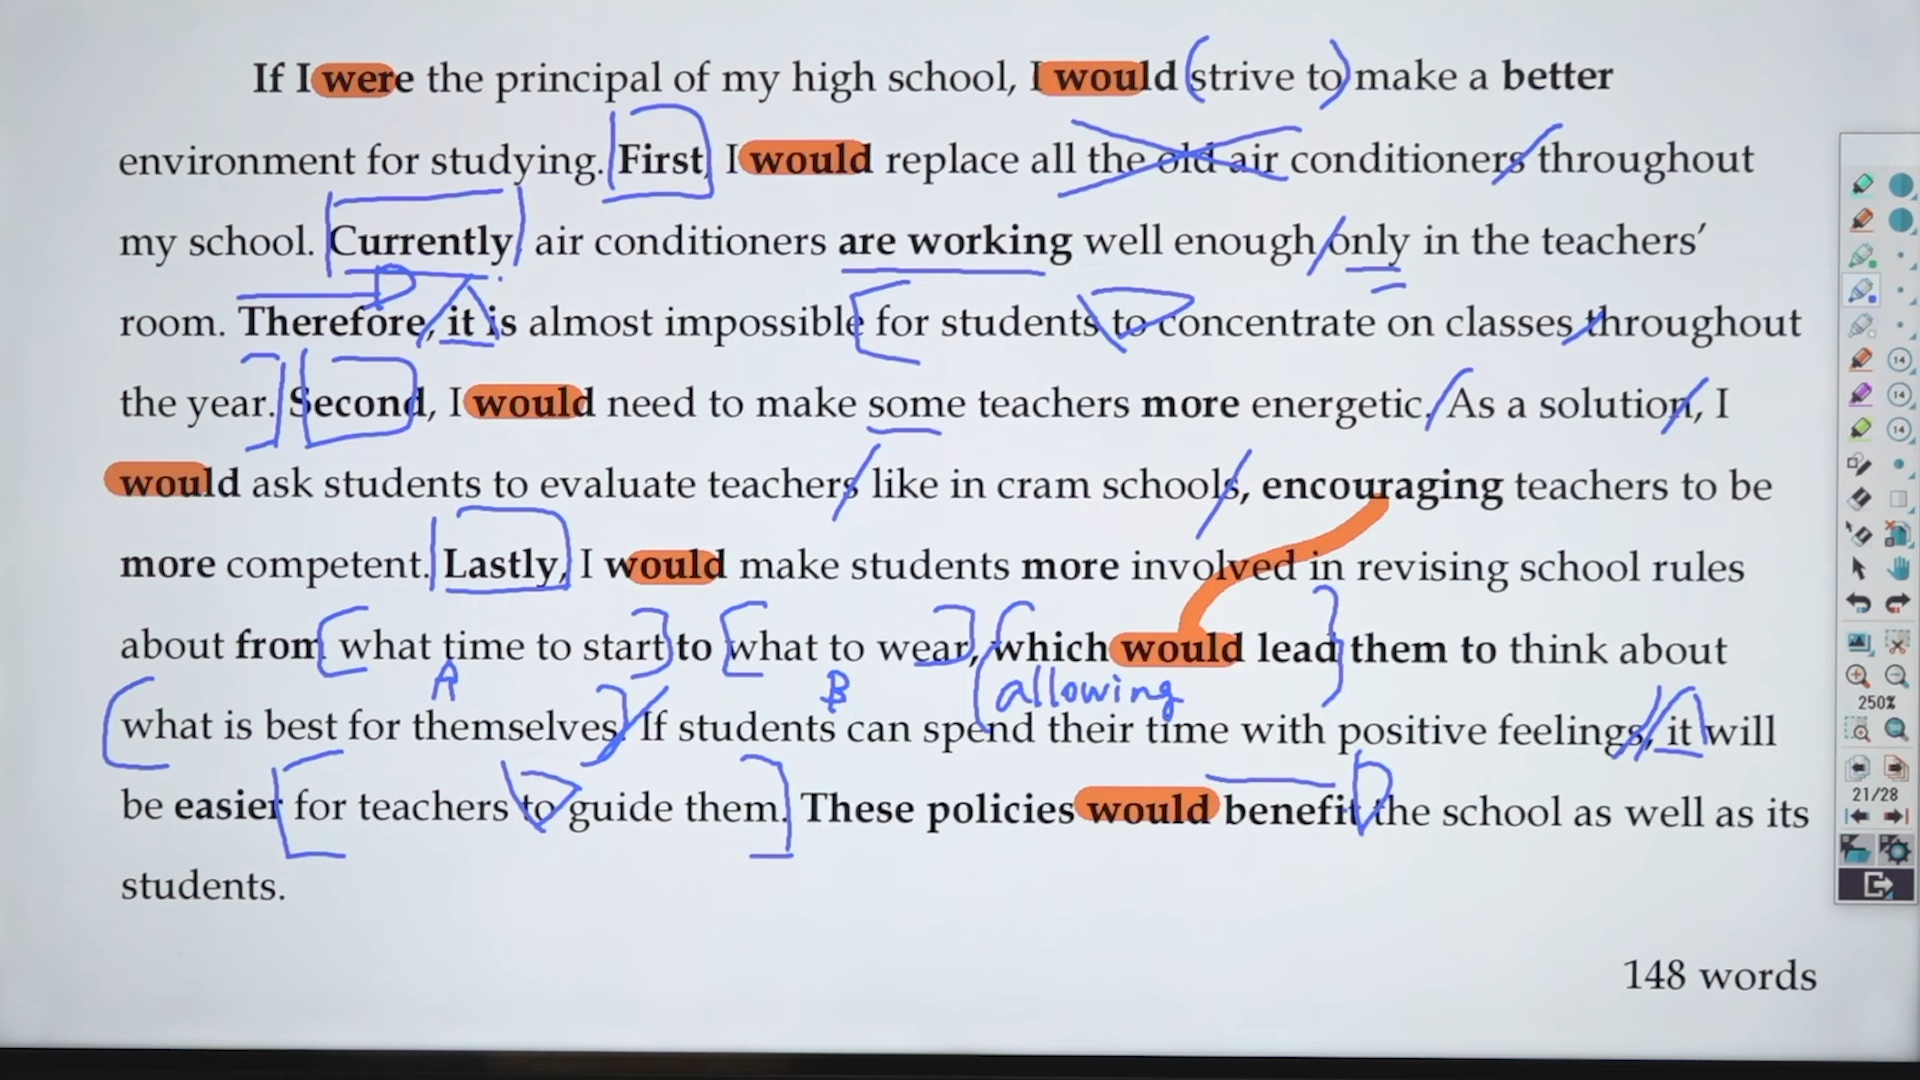 If I were the principal of my high school, I would strive to make a better
environment for studying. First, I would replace all the old air conditioners throughout
my school. Currently, air conditioners are working well enough only in the teachers’
room. Therefore, it is almost impossible for students to concentrate on classes throughout
the year. Second, I would need to make some teachers more energetic. As a solution, I
would ask students to evaluate teachers like in cram schools, encouraging teachers to be
more competent. Lastly, I would make students more involved in revising school rules
about from what time to start to what to wear, which would lead them to think about
A B allowing
what is best for themselves. If students can spend their time with positive feelings, it will
be easier for teachers to guide them. These policies would benefit the school as well as its
students.
148 words
14
14
14
250%
21/28